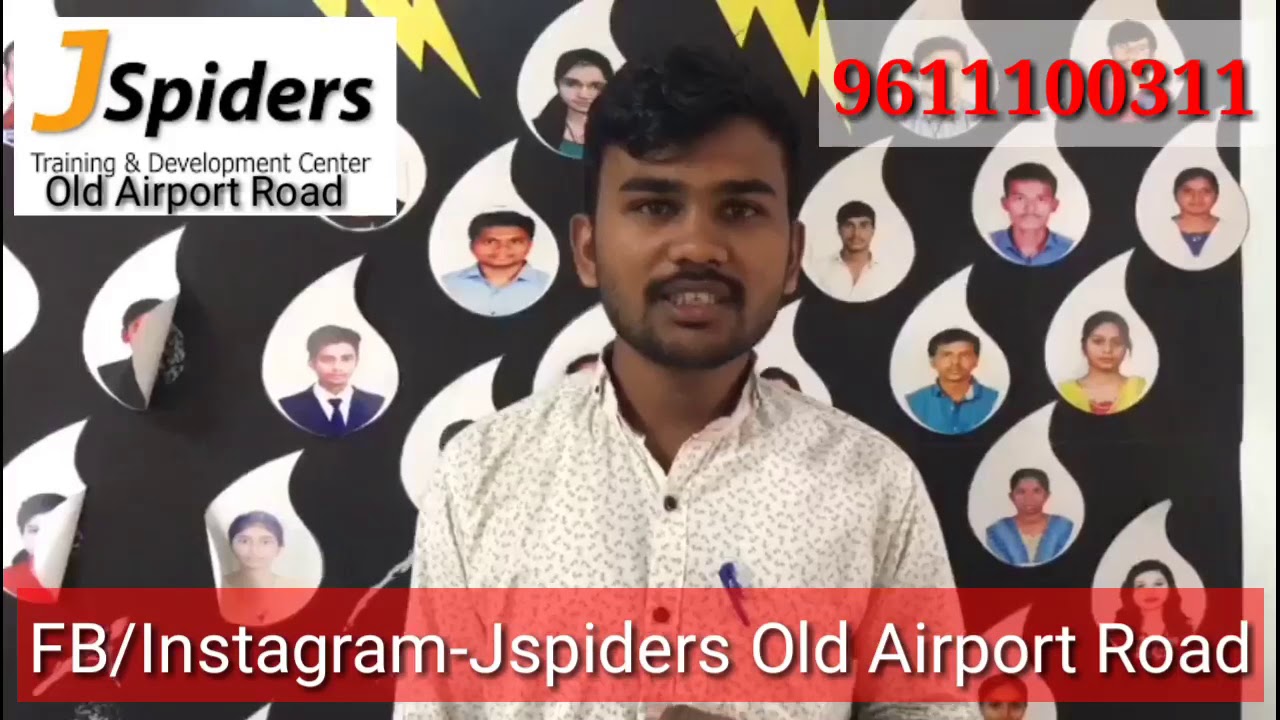 JSpiders
Training & Development Center
Old Airport Road
9611100311
FB/Instagram-Jspiders Old Airport Road